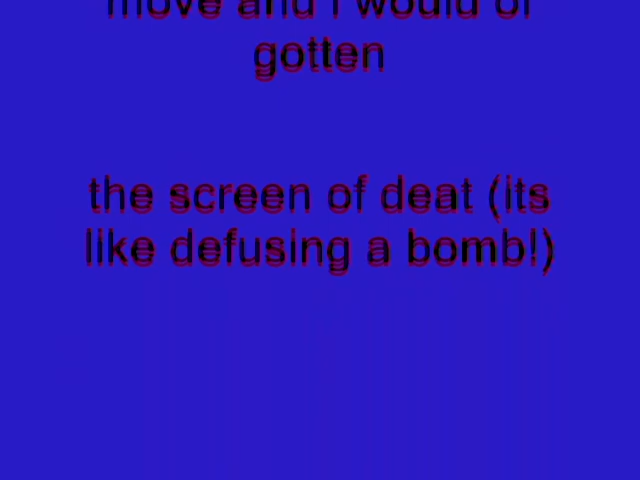 move and i would of
gotten
the screen of deat (its
like defusing a bomb!)